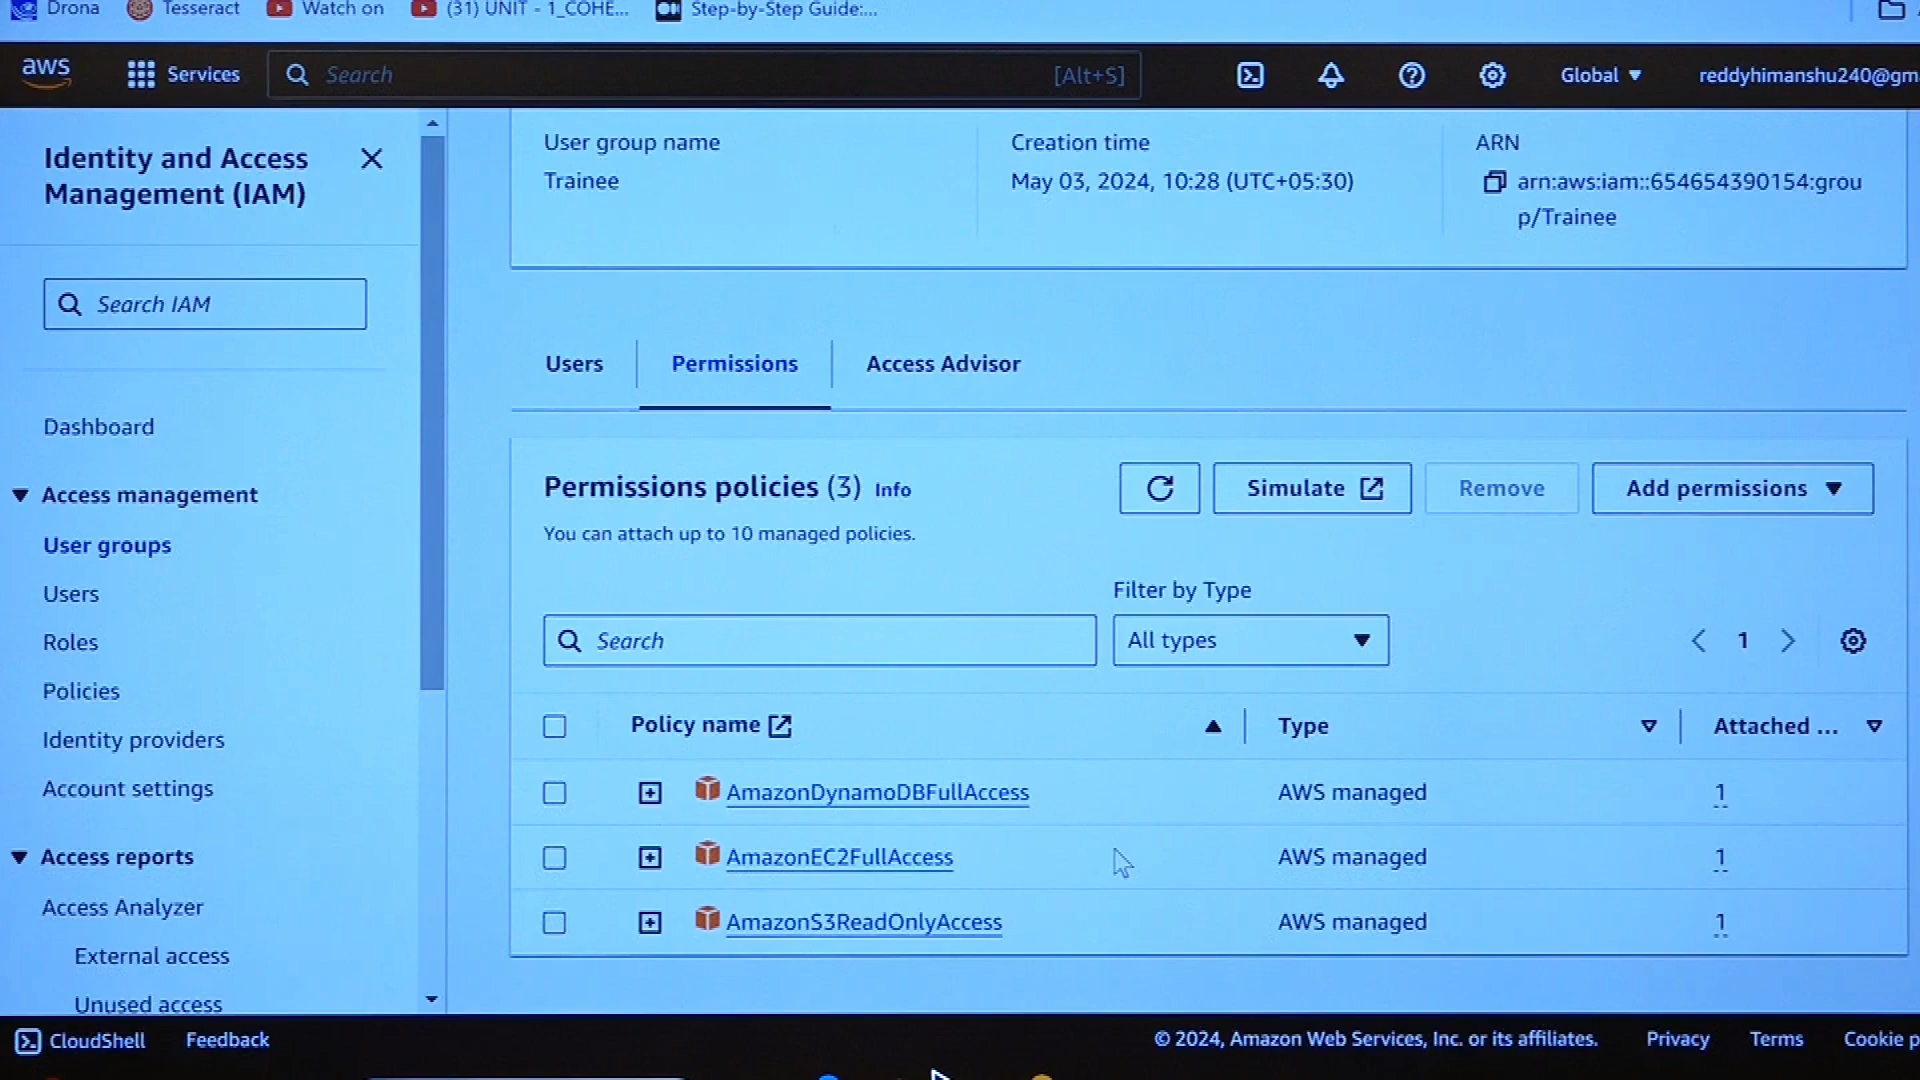 Drona
Tesseract
Watch on
(31) UNIT - 1_COHE...
Step-by-Step Guide:...
aws
Services
Search
[Alt+S]
Global
reddyhimanshu240@gm
Identity and Access
Management (IAM)
Search IAM
Dashboard
Access management
User groups
Users
Roles
Policies
Identity providers
Account settings
Access reports
Access Analyzer
External access
Unused access
User group name
Trainee
Creation time
May 03, 2024, 10:28 (UTC+05:30)
ARN
arn:aws:iam::654654390154:grou
p/Trainee
Users
Permissions
Access Advisor
Permissions policies (3) Info
You can attach up to 10 managed policies.
Simulate
Remove
Add permissions
Filter by Type
Search
All types
1
Policy name
Type
Attached ...
AmazonDynamoDBFullAccess
AWS managed
1
AmazonEC2FullAccess
AWS managed
1
AmazonS3ReadOnlyAccess
AWS managed
1
CloudShell
Feedback
© 2024, Amazon Web Services, Inc. or its affiliates.
Privacy
Terms
Cookie p